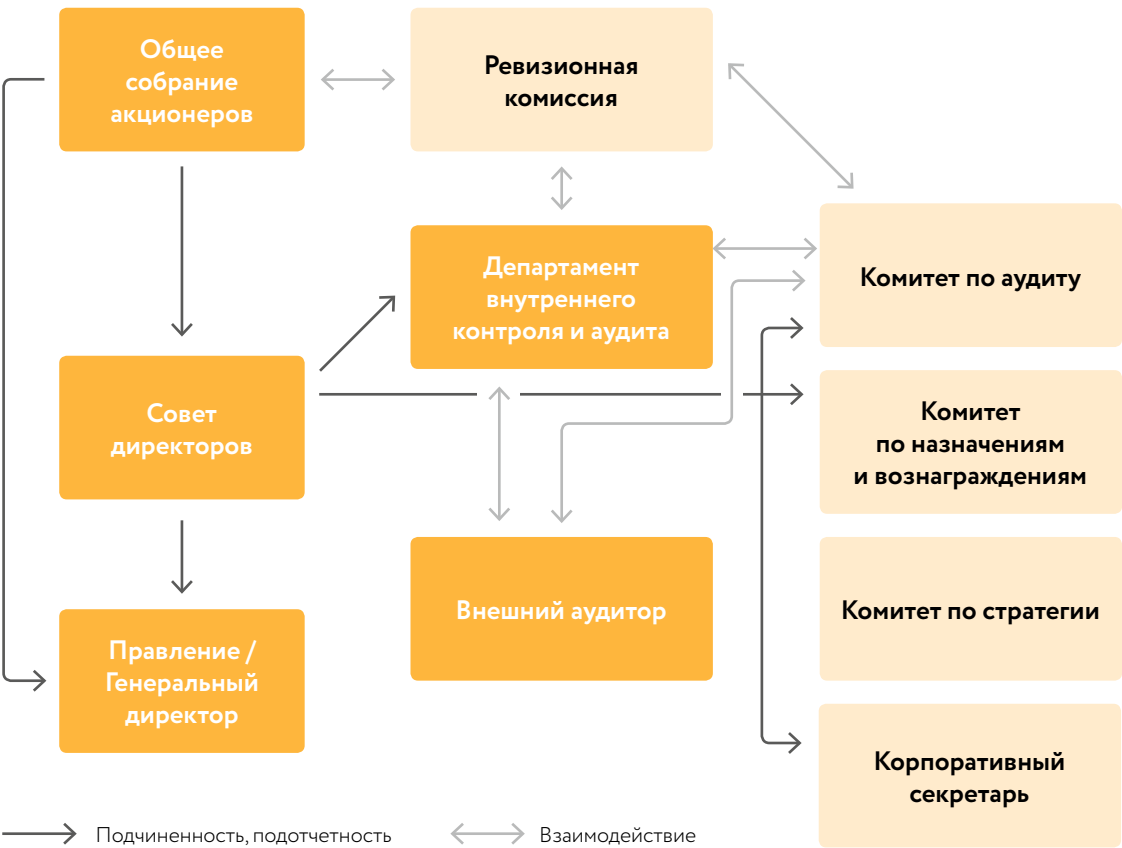 Общее
собрание
акционеров
Ревизионная
комиссия
Департамент
внутреннего
контроля и аудита
Комитет по аудиту
Совет
директоров
Комитет
по назначениям
и вознаграждениям
Внешний аудитор
Комитет по стратегии
Правление /
Генеральный
директор
Корпоративный
секретарь
Подчиненность, подотчетность
Взаимодействие